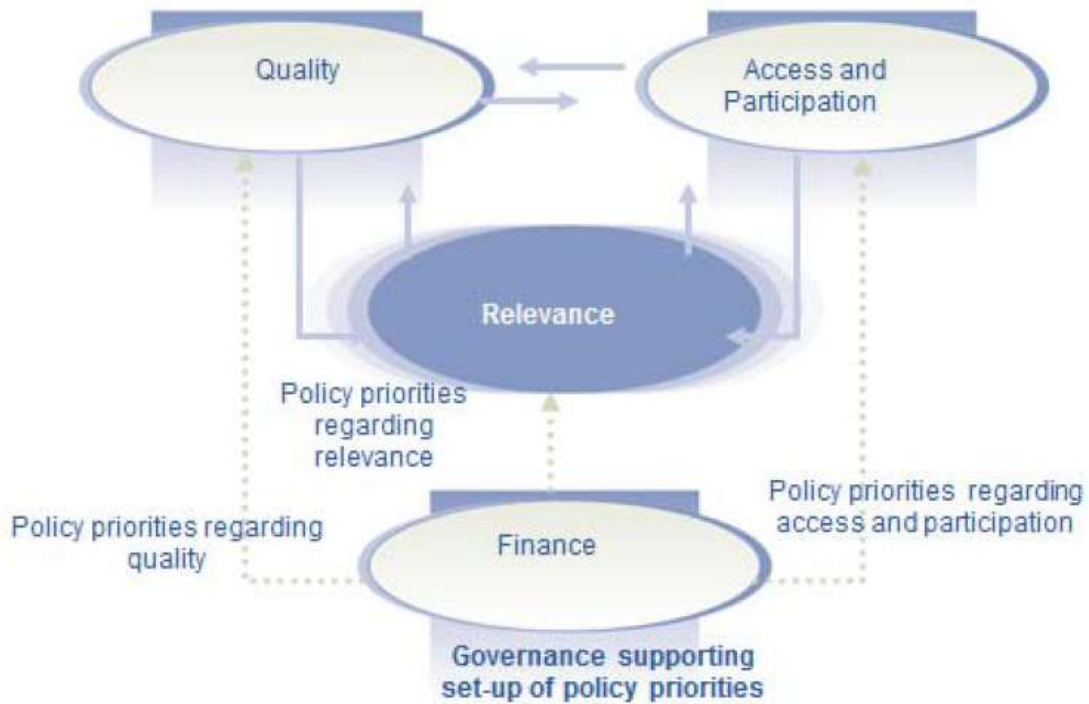 Quality
Access and
Participation
Relevance
Policy priorities
regarding
relevance
Policy priorities regarding
quality
Policy priorities regarding
access and participation
Finance
Governance supporting
set-up of policy priorities